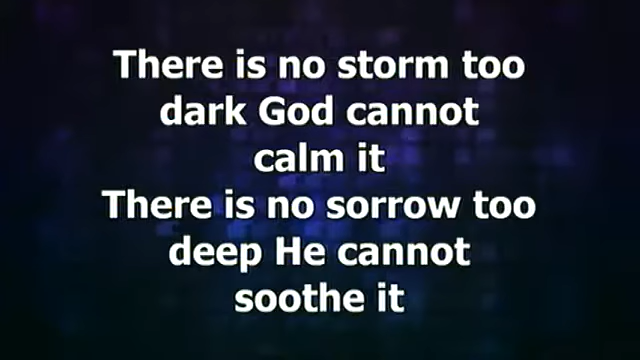 There is no storm too
dark God cannot
calm it
There is no sorrow too
deep He cannot
soothe it